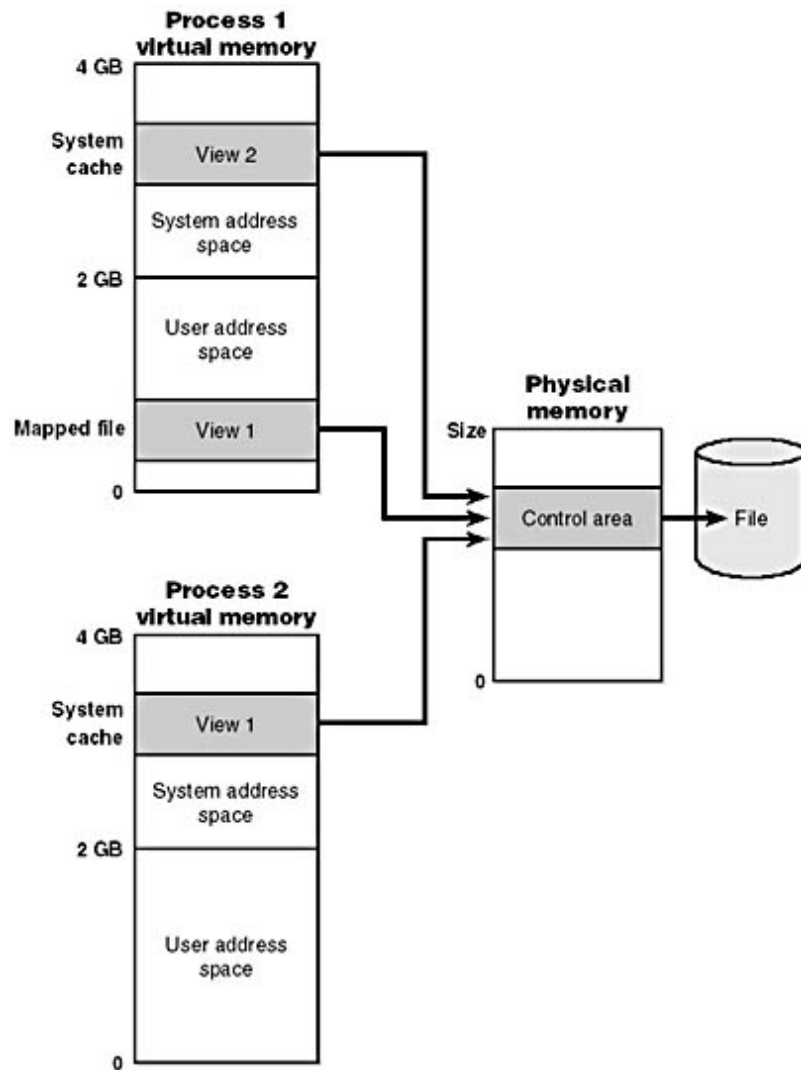 Process 1
virtual memory
4 GB
System
cache
View 2
System address
space
2 GB
User address
space
Mapped file
View 1
0
Physical
memory
Size
Control area
File
0
Process 2
virtual memory
4 GB
System
cache
View 1
System address
space
2 GB
User address
space
0